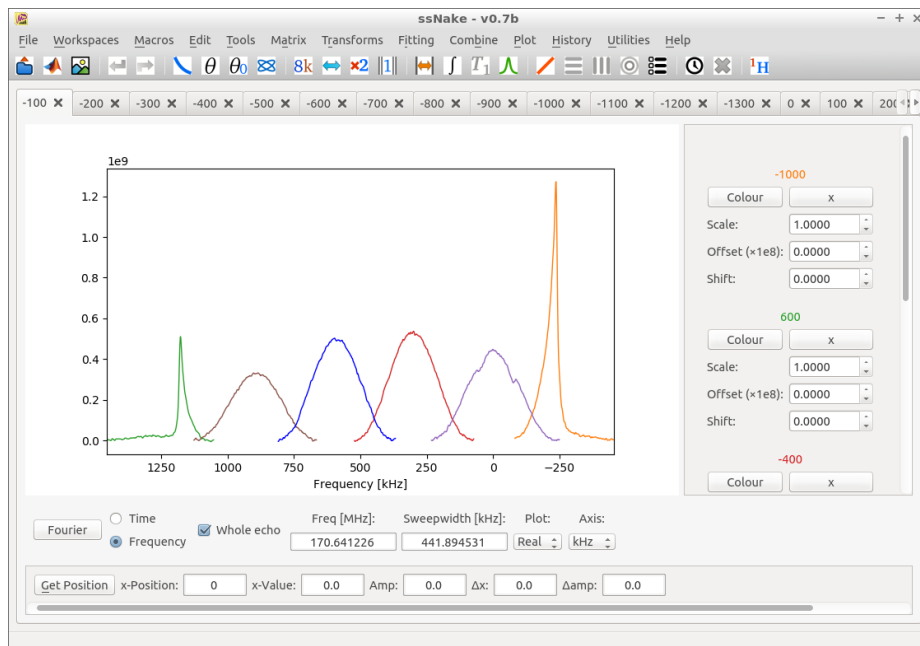 ssNake - v0.7b
File Workspaces Macros Edit Tools Matrix Transforms Fitting Combine Plot History Utilities Help
θ θ0 8k ×2 ||1|| ∫ T1 1H
-100 -200 -300 -400 -500 -600 -700 -800 -900 -1000 -1100 -1200 -1300 0 100 200
1e9
1.2
1.0
0.8
0.6
0.4
0.2
0.0
1250 1000 750 500 250 0 −250
Frequency [kHz]
-1000
Colour x
Scale: 1.0000
Offset (×1e8): 0.0000
Shift: 0.0000
600
Colour x
Scale: 1.0000
Offset (×1e8): 0.0000
Shift: 0.0000
-400
Colour x
Fourier
Time
Frequency
Whole echo
Freq [MHz]: Sweepwidth [kHz]: Plot: Axis:
170.641226 441.894531 Real kHz
Get Position x-Position: 0 x-Value: 0.0 Amp: 0.0 Δx: 0.0 Δamp: 0.0